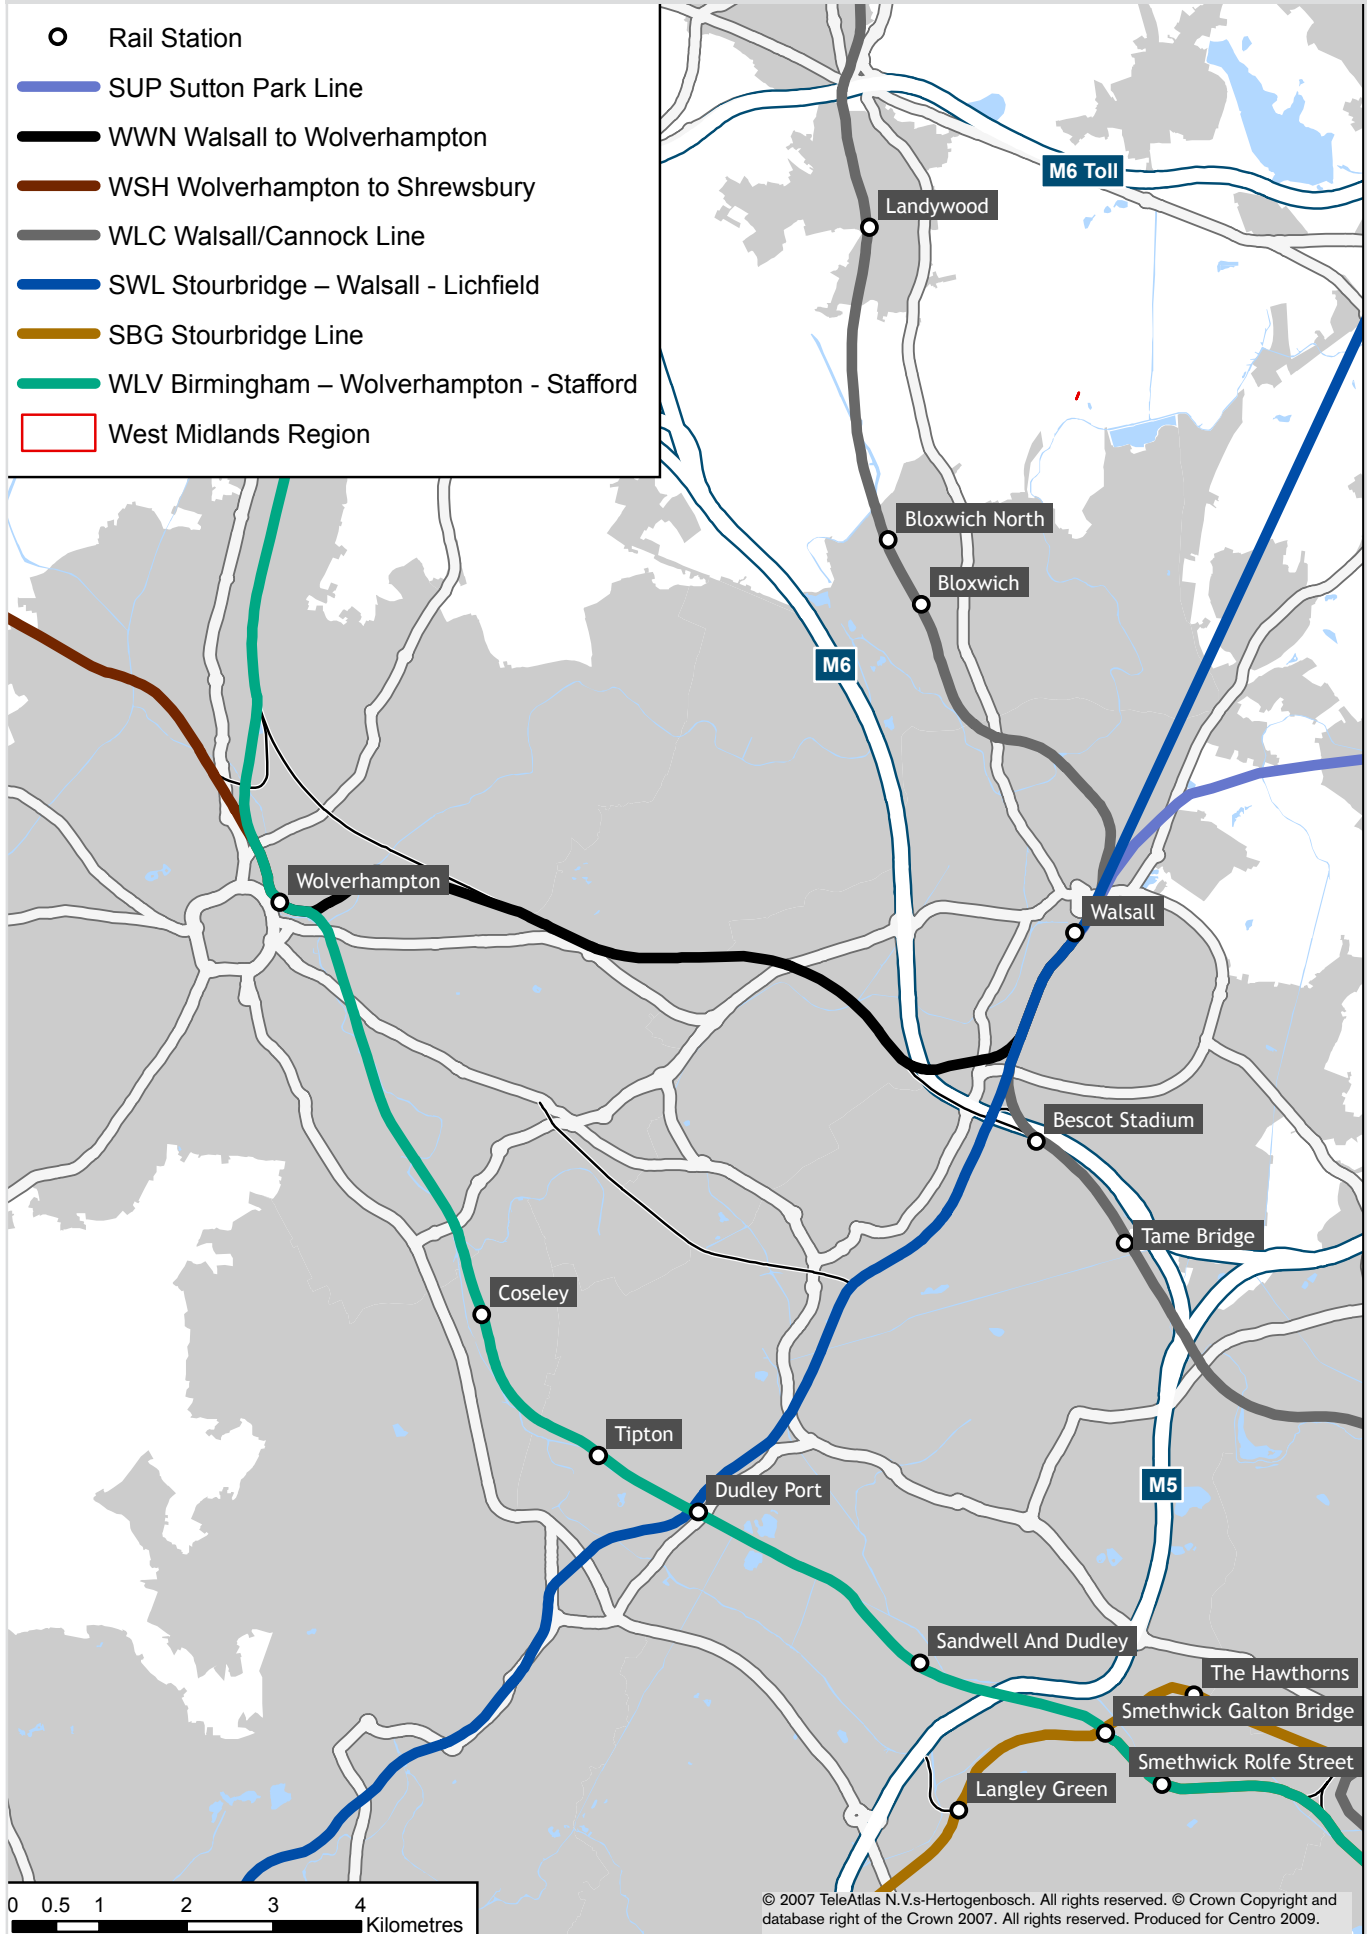 Rail Station
SUP Sutton Park Line
WWN Walsall to Wolverhampton
WSH Wolverhampton to Shrewsbury
WLC Walsall/Cannock Line
SWL Stourbridge – Walsall - Lichfield
SBG Stourbridge Line
WLV Birmingham – Wolverhampton - Stafford
West Midlands Region
M6 Toll
Landywood
Bloxwich North
Bloxwich
M6
Wolverhampton
Walsall
Bescot Stadium
Tame Bridge
Coseley
Tipton
Dudley Port
M5
Sandwell And Dudley
The Hawthorns
Smethwick Galton Bridge
Smethwick Rolfe Street
Langley Green
0 0.5 1 2 3 4
Kilometres
© 2007 TeleAtlas N.V.s-Hertogenbosch. All rights reserved. © Crown Copyright and
database right of the Crown 2007. All rights reserved. Produced for Centro 2009.